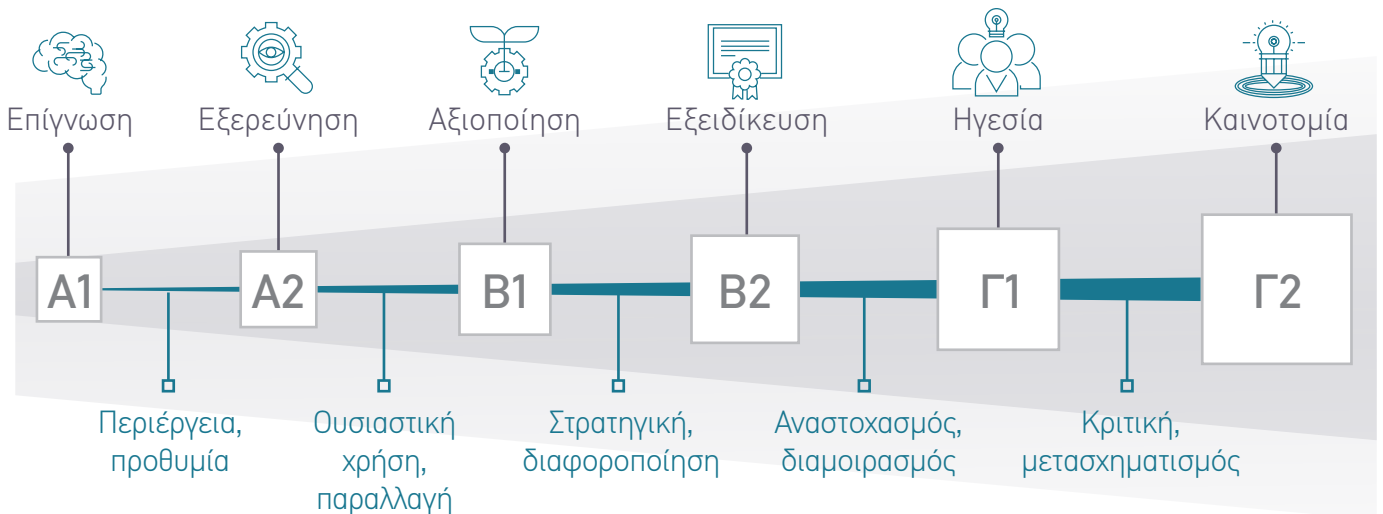 Επίγνωση
Εξερεύνηση
Αξιοποίηση
Εξειδίκευση
Ηγεσία
Καινοτομία
Α1
Α2
Β1
Β2
Γ1
Γ2
Περιέργεια,
προθυμία
Ουσιαστική
χρήση,
παραλλαγή
Στρατηγική,
διαφοροποίηση
Αναστοχασμός,
διαμοιρασμός
Κριτική,
μετασχηματισμός